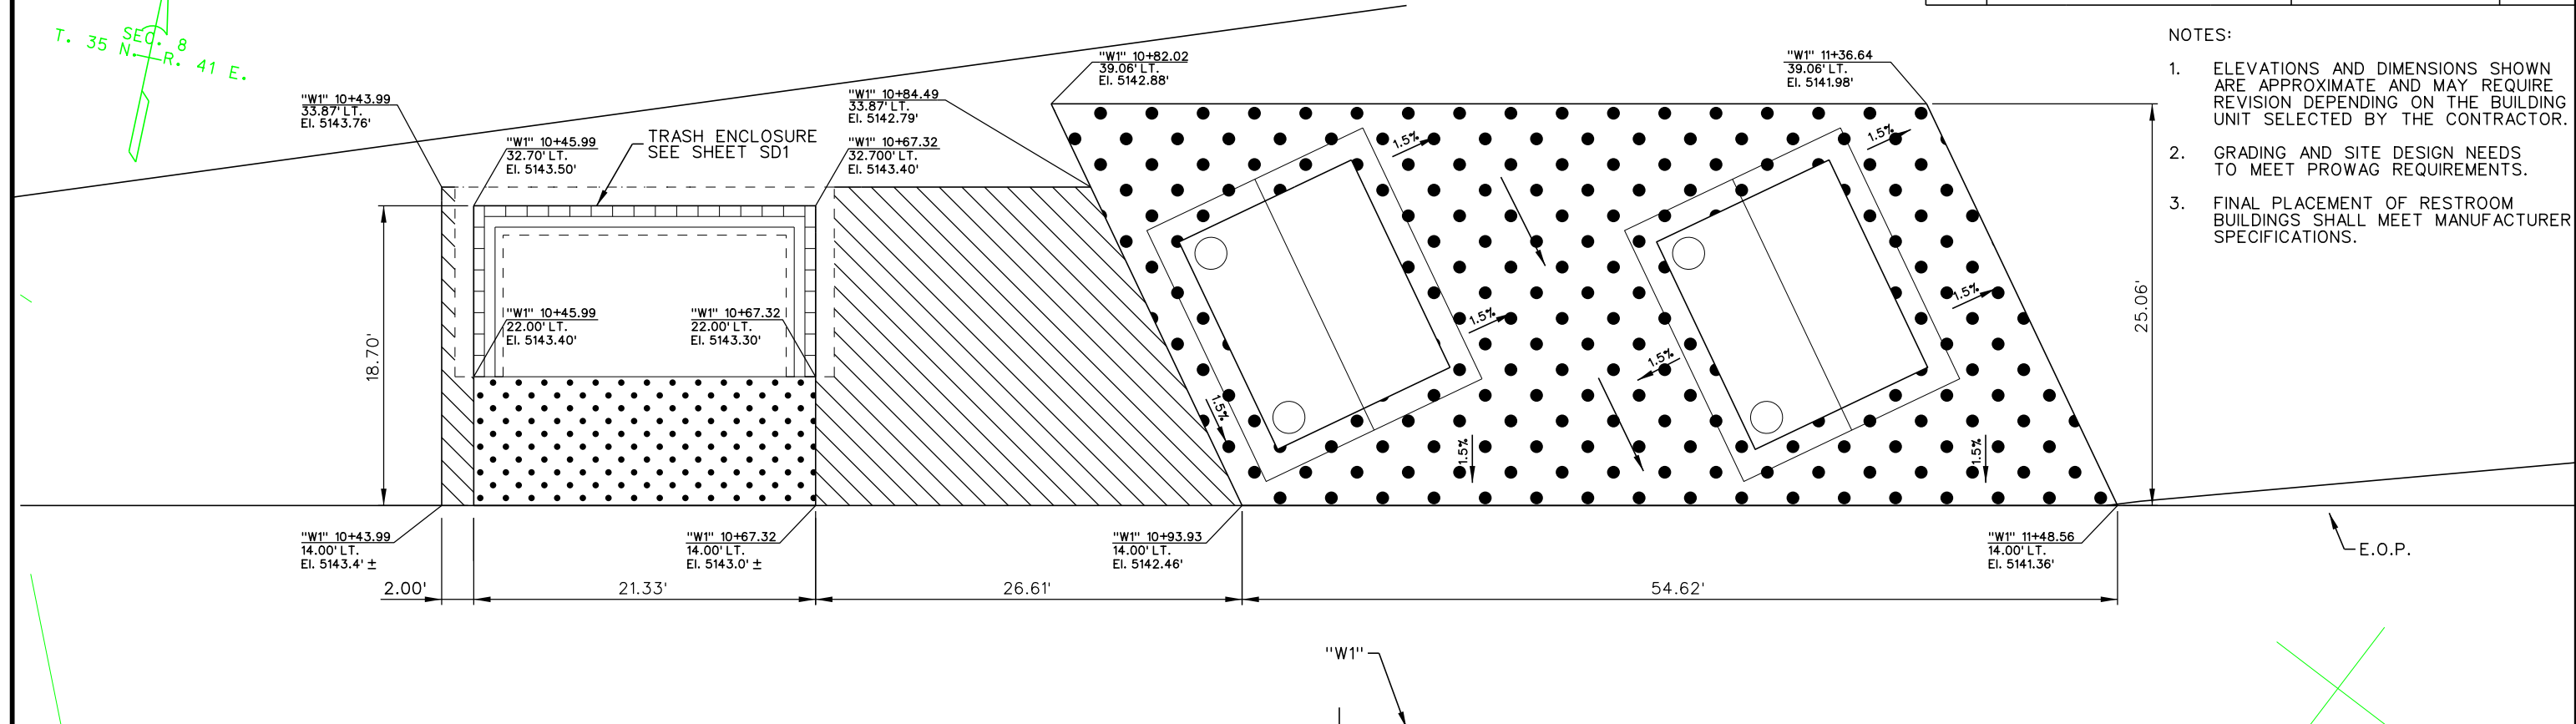 SEC. 8
T. 35 N. R. 41 E.
"W1" 10+43.99
33.87' LT.
El. 5143.76'
"W1" 10+45.99
32.70' LT.
El. 5143.50'
TRASH ENCLOSURE
SEE SHEET SD1
"W1" 10+84.49
33.87' LT.
El. 5142.79'
"W1" 10+67.32
32.700' LT.
El. 5143.40'
"W1" 10+82.02
39.06' LT.
El. 5142.88'
"W1" 11+36.64
39.06' LT.
El. 5141.98'
NOTES:
1. ELEVATIONS AND DIMENSIONS SHOWN
ARE APPROXIMATE AND MAY REQUIRE
REVISION DEPENDING ON THE BUILDING
UNIT SELECTED BY THE CONTRACTOR.
2. GRADING AND SITE DESIGN NEEDS
TO MEET PROWAG REQUIREMENTS.
3. FINAL PLACEMENT OF RESTROOM
BUILDINGS SHALL MEET MANUFACTURER
SPECIFICATIONS.
1.5%
1.5%
1.5%
1.5%
1.5%
1.5%
1.5%
1.5%
18.70'
25.06'
"W1" 10+45.99
22.00' LT.
El. 5143.40'
"W1" 10+67.32
22.00' LT.
El. 5143.30'
"W1" 10+43.99
14.00' LT.
El. 5143.4' ±
"W1" 10+67.32
14.00' LT.
El. 5143.0' ±
"W1" 10+93.93
14.00' LT.
El. 5142.46'
"W1" 11+48.56
14.00' LT.
El. 5141.36'
E.O.P.
2.00'
21.33'
26.61'
54.62'
"W1"